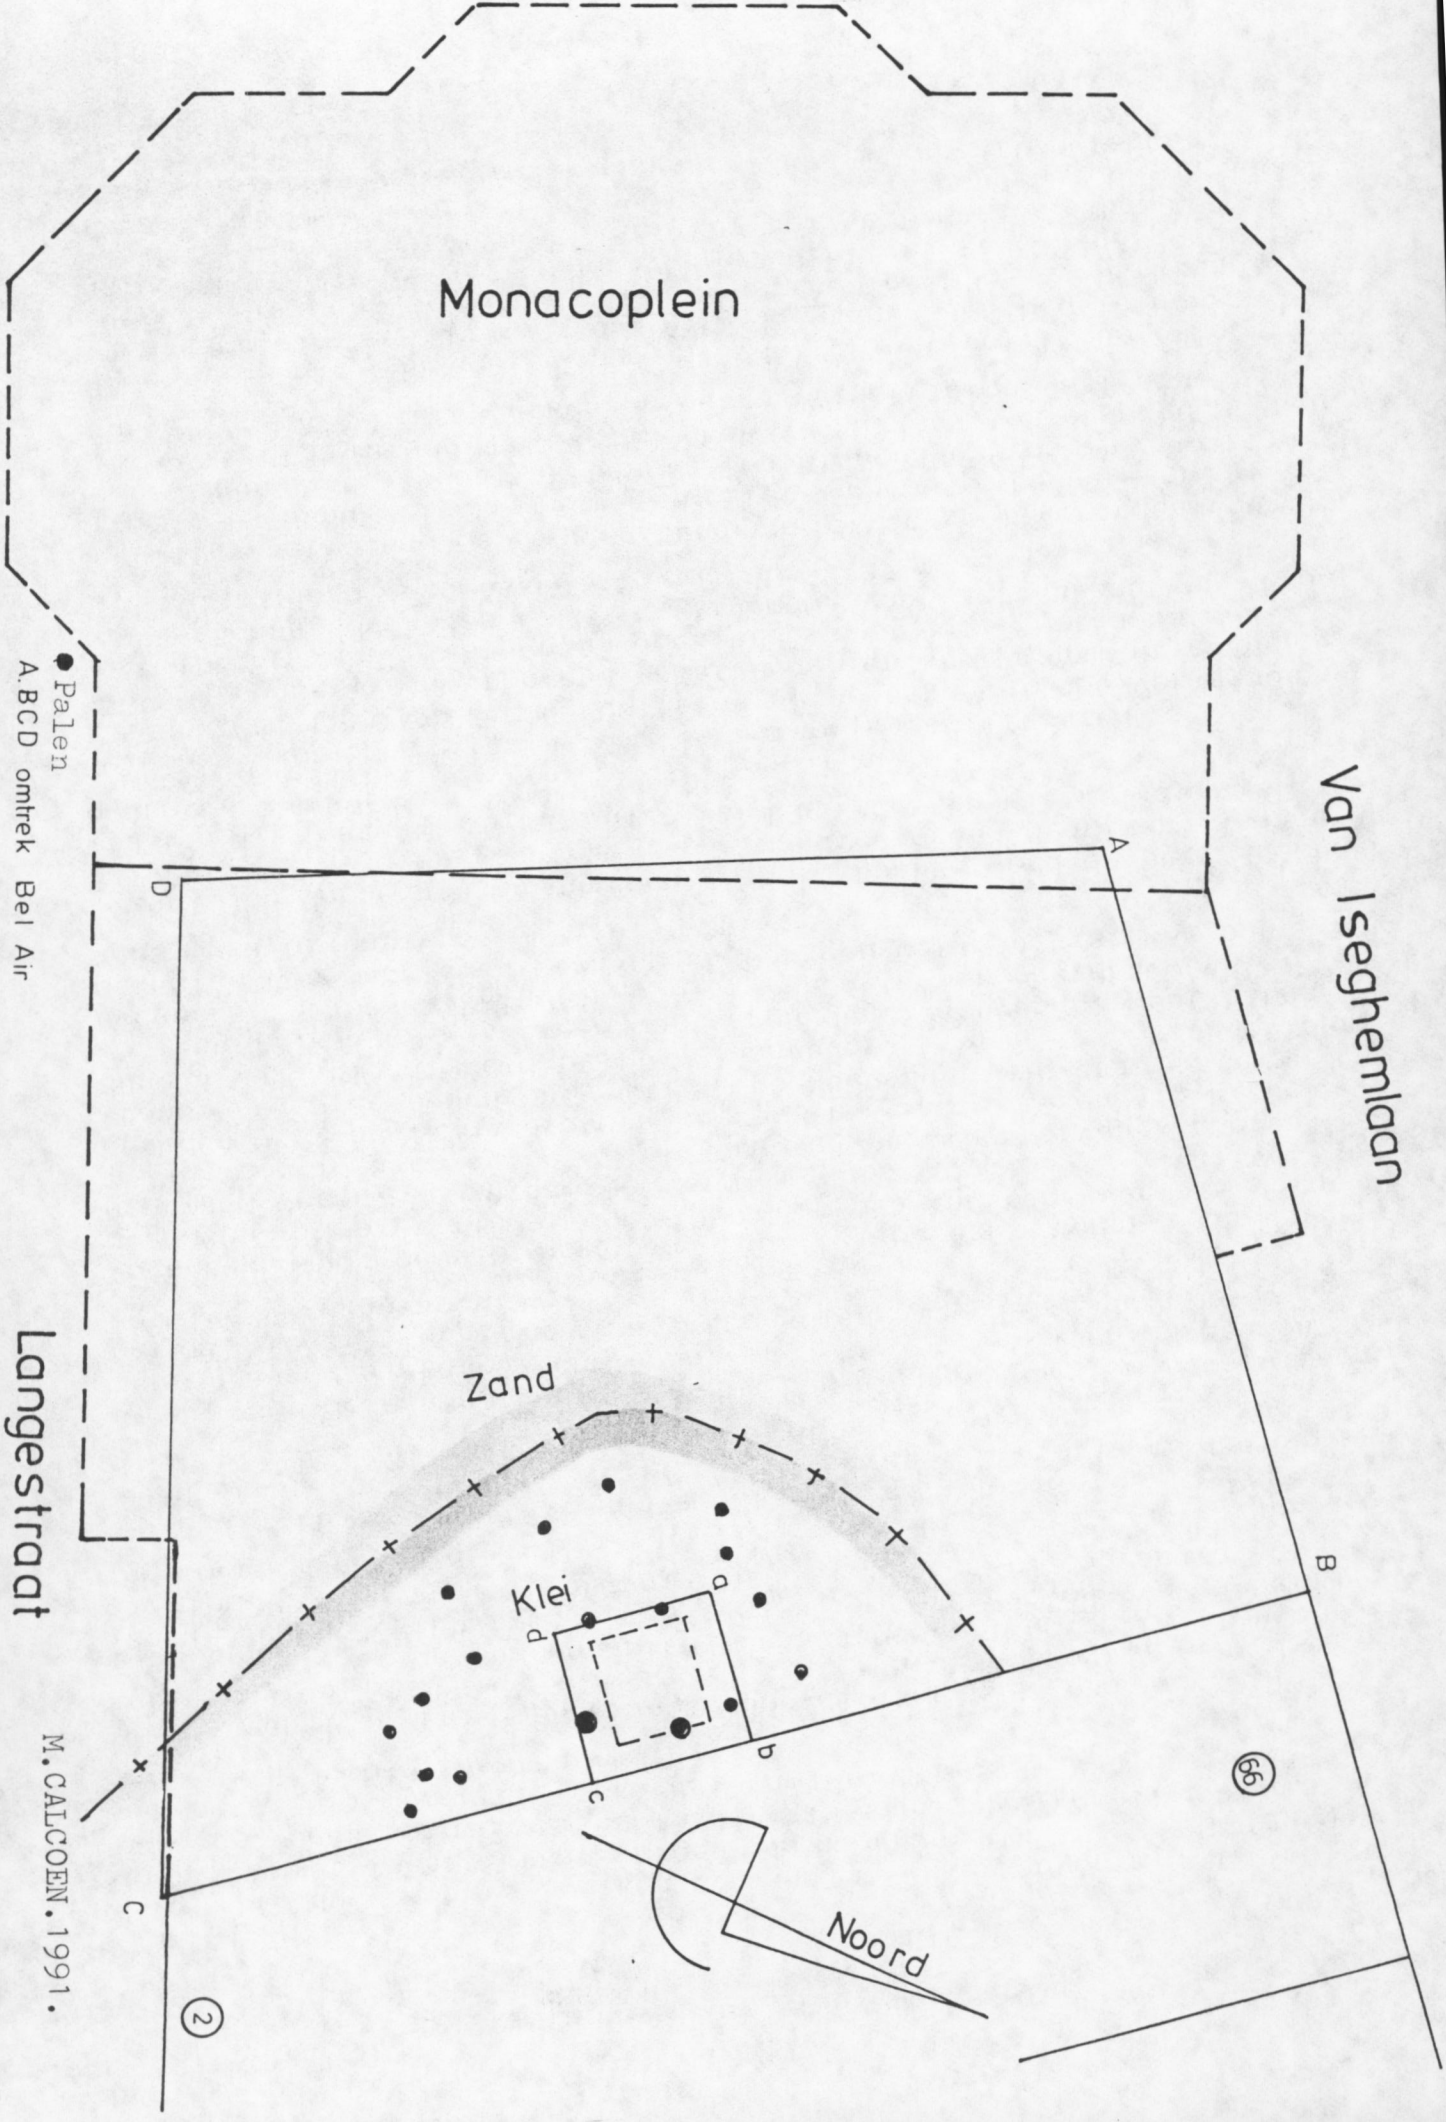 Monacoplein
Van Iseghemlaan
A
D
● Palen
A.BCD omtrek Bel Air
Zand
B
Klei
a
d
b
c
66
Langestraat
Noord
C
2
M.CALCOEN.1991.